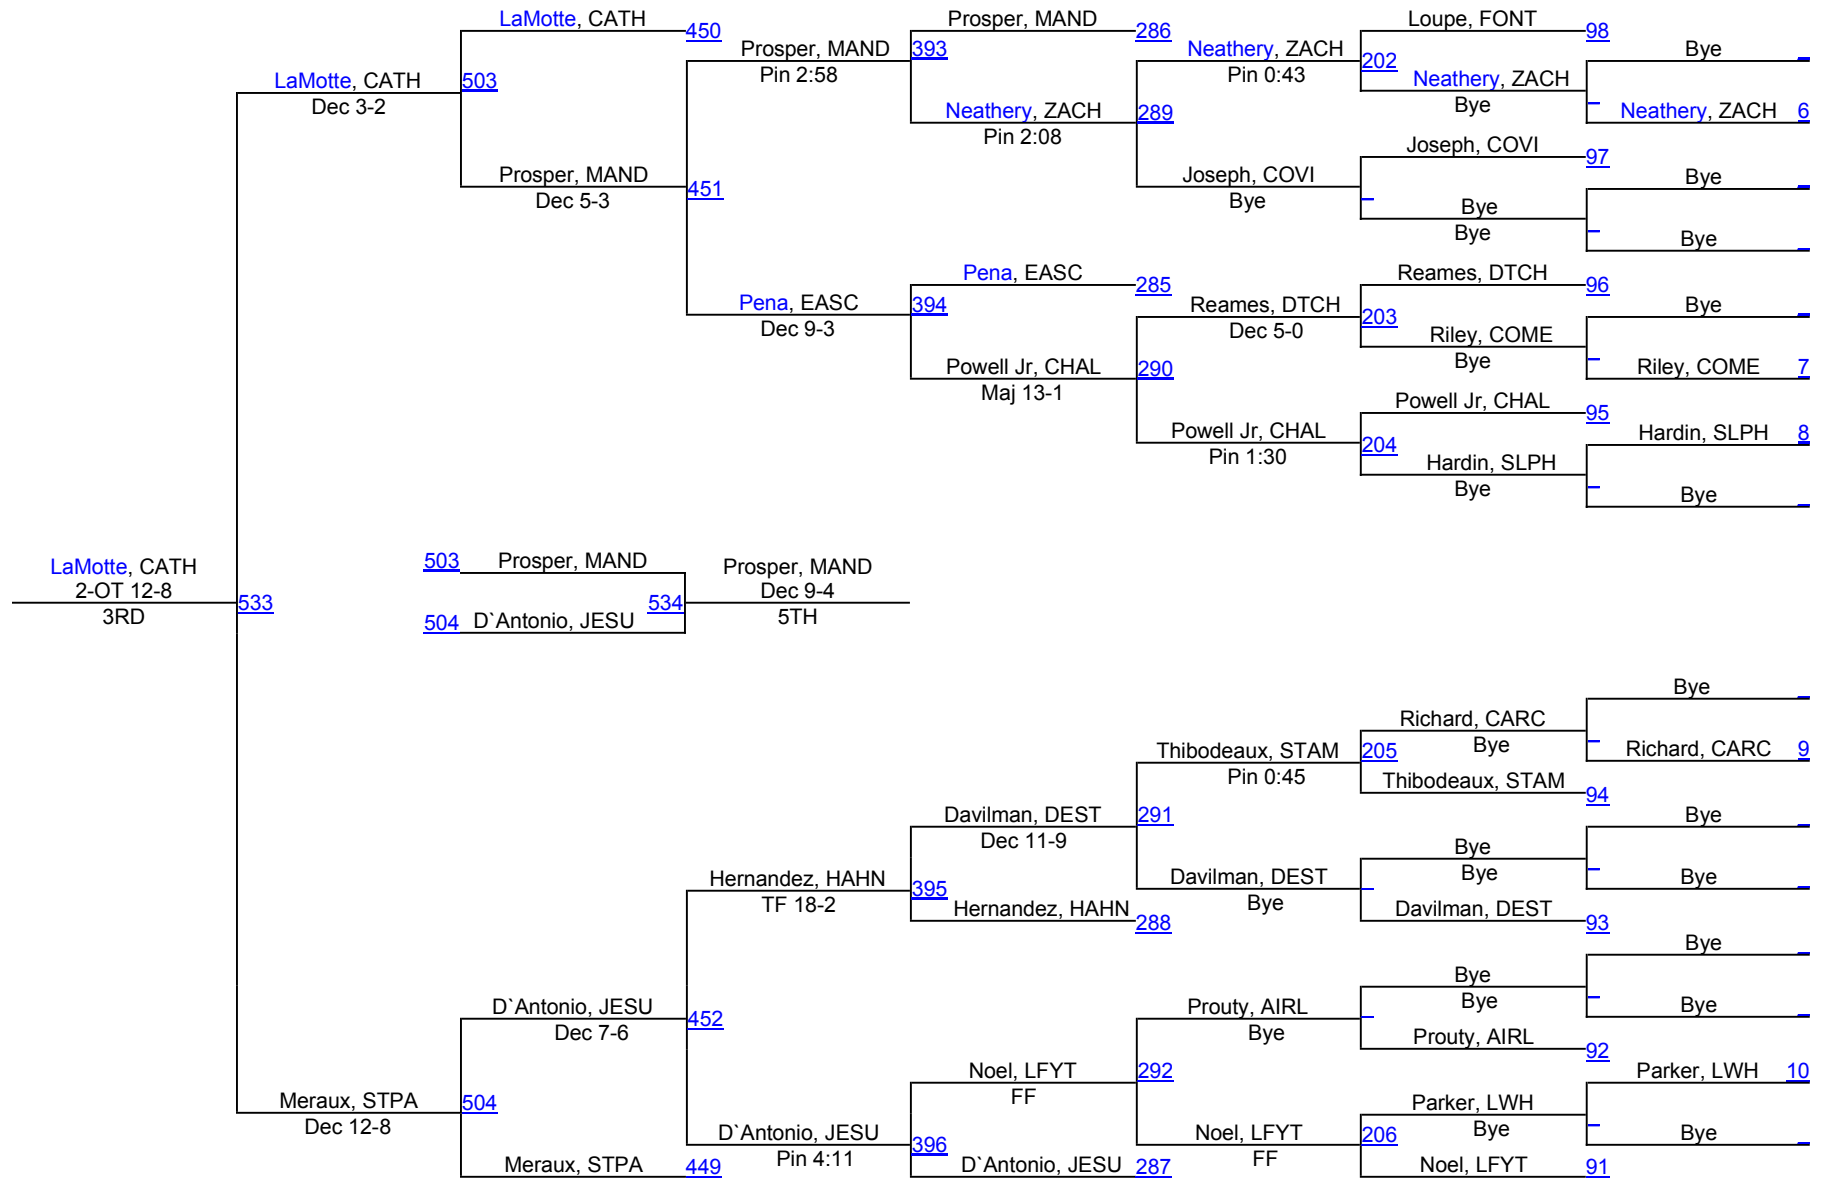 LaMotte, CATH
450
Prosper, MAND
286
Loupe, FONT
98
Bye
Prosper, MAND
393
Pin 2:58
Neathery, ZACH
202
Pin 0:43
LaMotte, CATH
503
Dec 3-2
Neathery, ZACH
Bye
Neathery, ZACH
289
Pin 2:08
Neathery, ZACH 6
Joseph, COVI
97
Prosper, MAND
451
Dec 5-3
Joseph, COVI
Bye
Bye
Bye
Bye
Bye
Pena, EASC
285
Reames, DTCH
96
Pena, EASC
394
Dec 9-3
Reames, DTCH
203
Dec 5-0
Bye
Riley, COME
Bye
Powell Jr, CHAL
290
Maj 13-1
Riley, COME 7
Powell Jr, CHAL
95
Powell Jr, CHAL
204
Pin 1:30
Hardin, SLPH 8
Hardin, SLPH
Bye
Bye
LaMotte, CATH
2-OT 12-8
533
3RD
503 Prosper, MAND
534
504 D`Antonio, JESU
Prosper, MAND
Dec 9-4
5TH
Bye
Richard, CARC
Bye
Thibodeaux, STAM
205
Pin 0:45
Richard, CARC 9
Thibodeaux, STAM
94
Davilman, DEST
291
Dec 11-9
Bye
Bye
Bye
Hernandez, HAHN
395
TF 18-2
Davilman, DEST
Bye
Bye
Hernandez, HAHN
288
Davilman, DEST
93
Bye
Bye
Bye
D`Antonio, JESU
452
Dec 7-6
Prouty, AIRL
Bye
Bye
Prouty, AIRL
92
Noel, LFYT
292
FF
Parker, LWH 10
Meraux, STPA
504
Dec 12-8
Parker, LWH
Bye
D`Antonio, JESU
396
Pin 4:11
Noel, LFYT
206
FF
Bye
Meraux, STPA
449
D`Antonio, JESU
287
Noel, LFYT
91